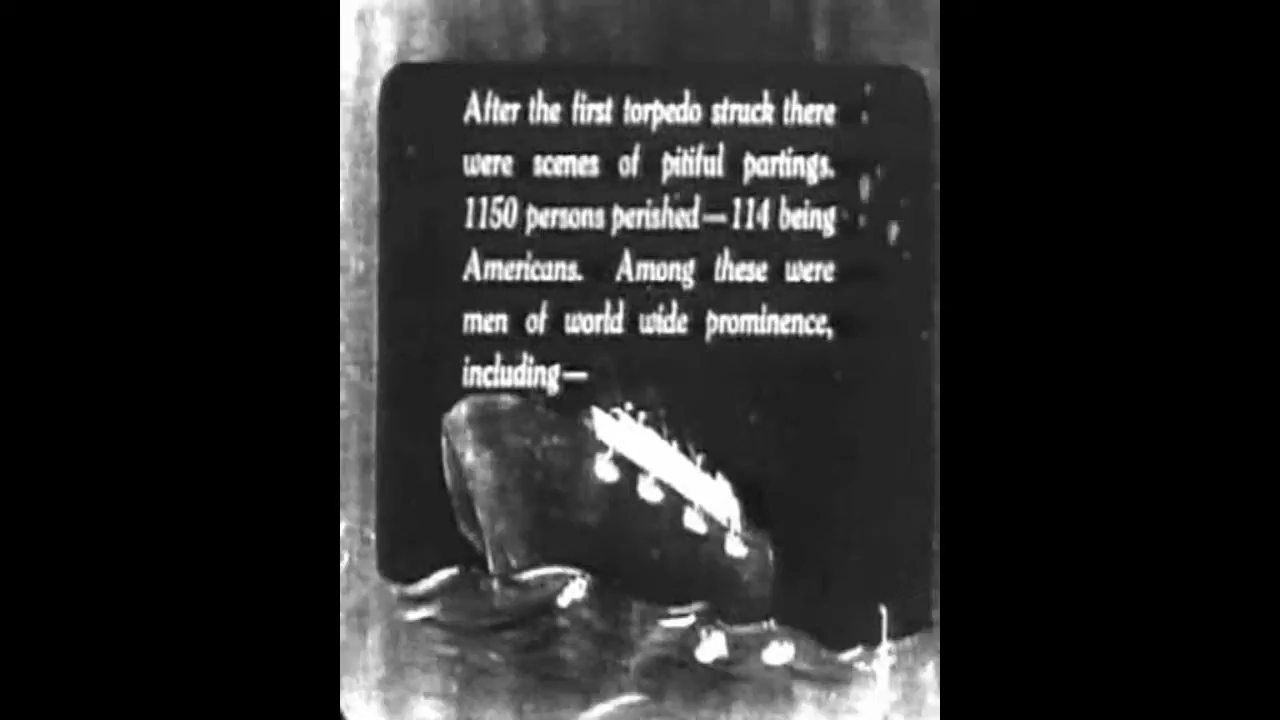 After the first torpedo struck there
were scenes of pitiful partings.
1150 persons perished—114 being
Americans. Among these were
men of world wide prominence,
including—